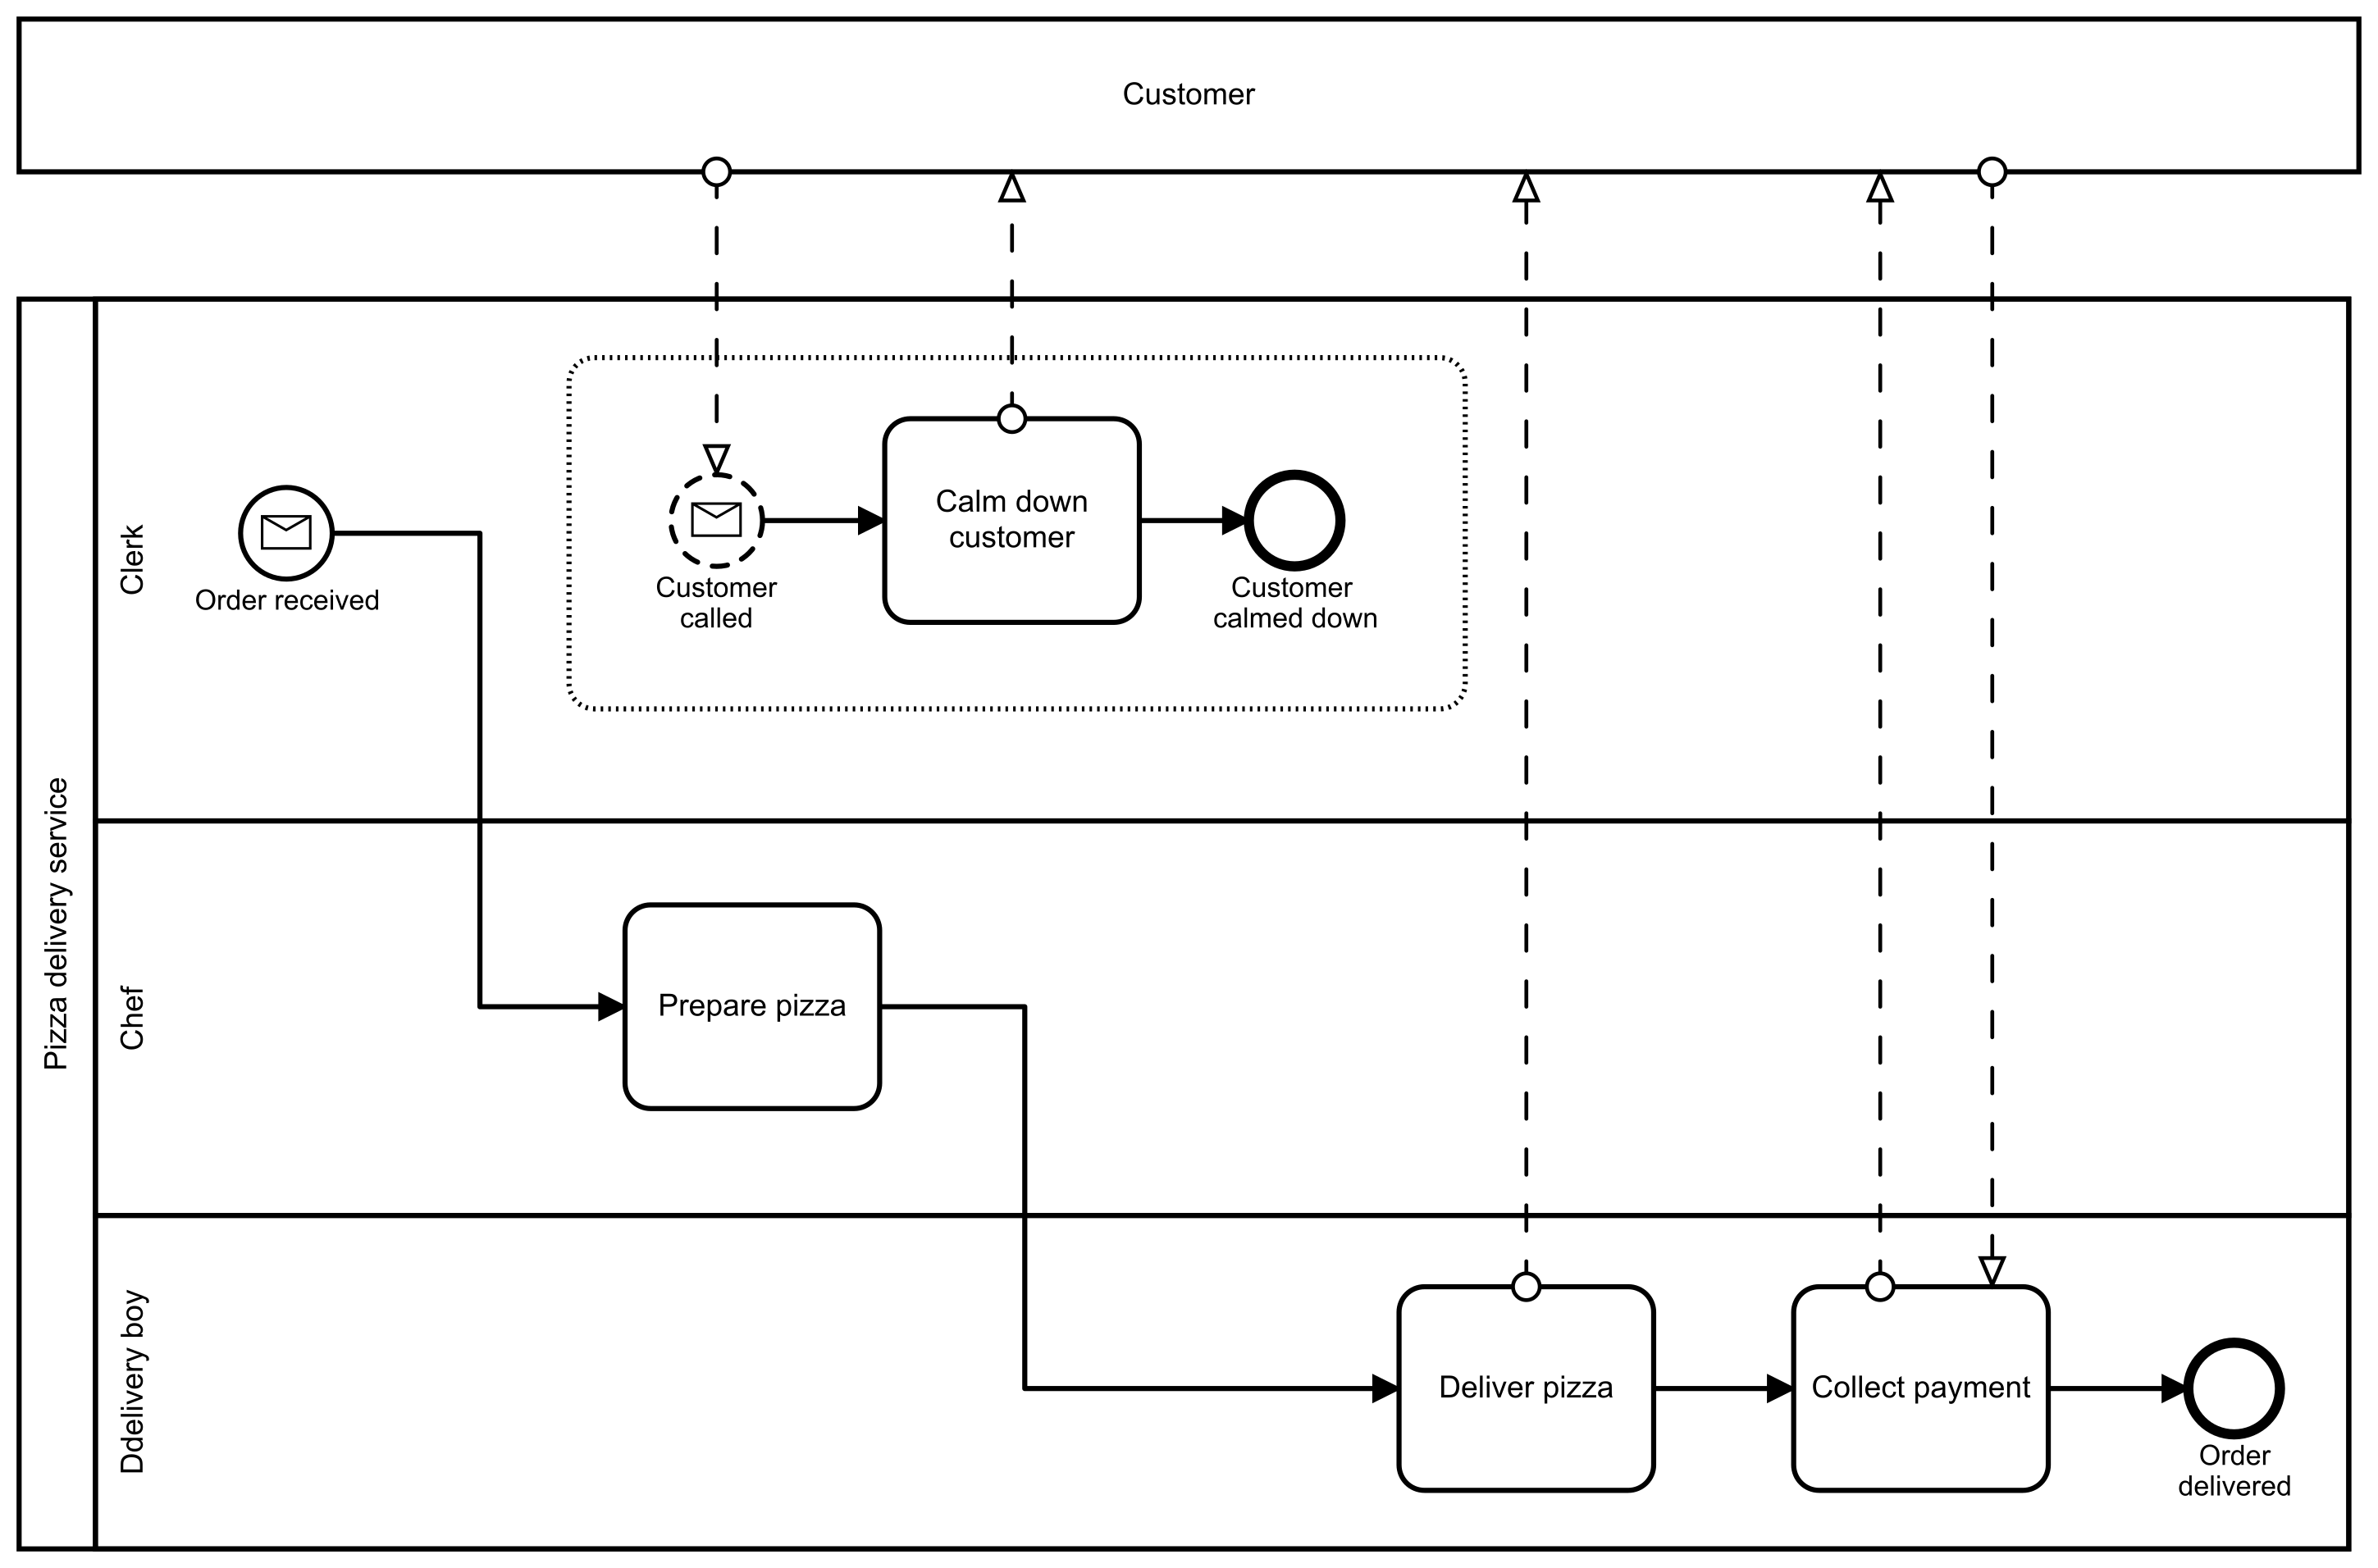 Customer
Pizza delivery service
Clerk
Order received
Customer
called
Calm down
customer
Customer
calmed down
Chef
Prepare pizza
Ddelivery boy
Deliver pizza
Collect payment
Order
delivered